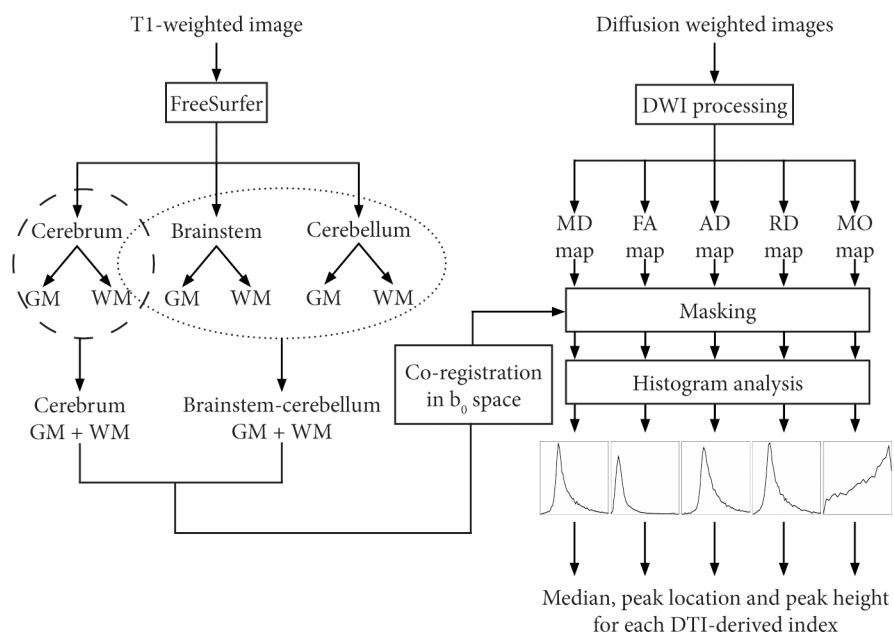 T1-weighted image
FreeSurfer
Cerebrum
Brainstem
Cerebellum
GM WM
GM WM
GM WM
Cerebrum
GM + WM
Brainstem-cerebellum
GM + WM
Co-registration
in b0 space
Diffusion weighted images
DWI processing
MD
map
FA
map
AD
map
RD
map
MO
map
Masking
Histogram analysis
Median, peak location and peak height
for each DTI-derived index